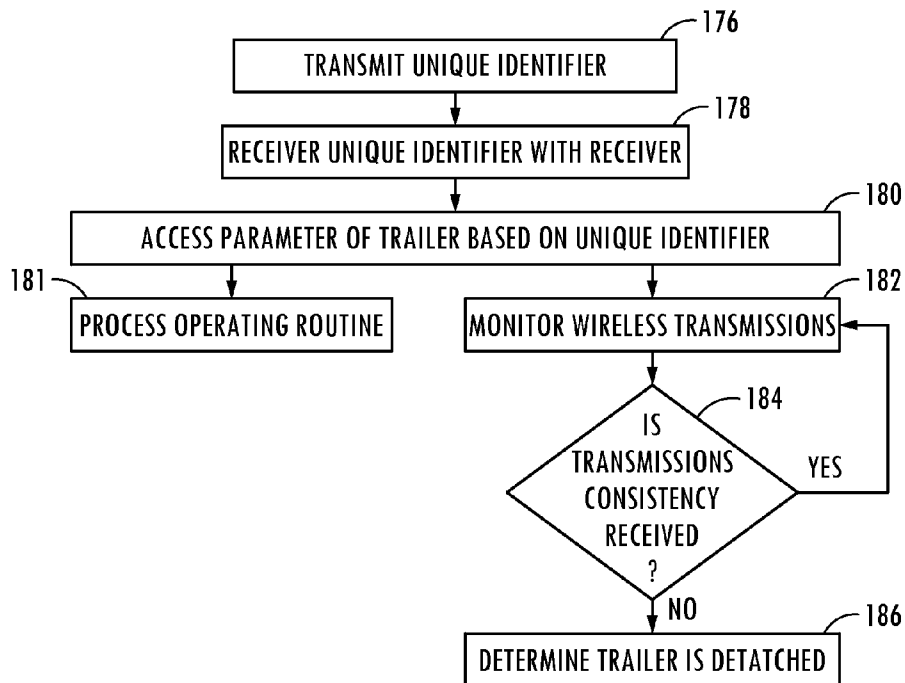 176
TRANSMIT UNIQUE IDENTIFIER
178
RECEIVER UNIQUE IDENTIFIER WITH RECEIVER
180
ACCESS PARAMETER OF TRAILER BASED ON UNIQUE IDENTIFIER
181
PROCESS OPERATING ROUTINE
182
MONITOR WIRELESS TRANSMISSIONS
184
IS
TRANSMISSIONS
CONSISTENCY
RECEIVED
?
YES
NO
186
DETERMINE TRAILER IS DETATCHED